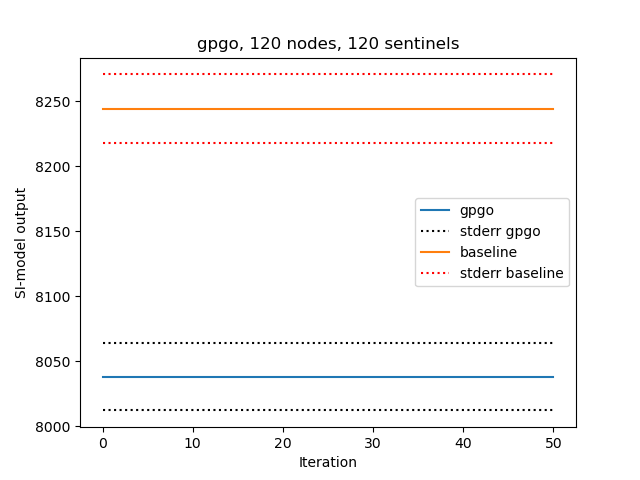 gpgo, 120 nodes, 120 sentinels
8250
8200
8150
8100
8050
8000
SI-model output
gpgo
stderr gpgo
baseline
stderr baseline
0 10 20 30 40 50
Iteration